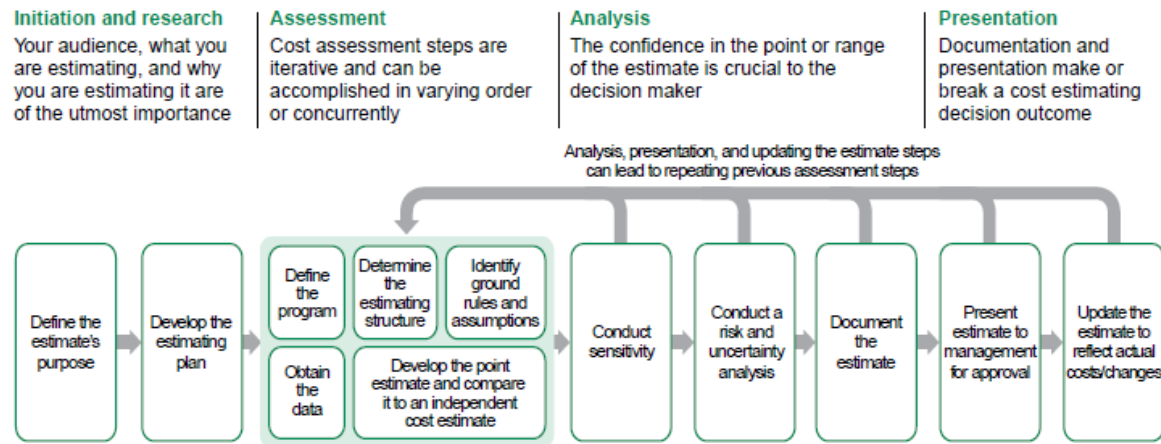 Initiation and research
Your audience, what you
are estimating, and why
you are estimating it are
of the utmost importance
Assessment
Cost assessment steps are
iterative and can be
accomplished in varying order
or concurrently
Analysis
The confidence in the point or range
of the estimate is crucial to the
decision maker
Presentation
Documentation and
presentation make or
break a cost estimating
decision outcome
Analysis, presentation, and updating the estimate steps
can lead to repeating previous assessment steps
Define the
estimate's
purpose
Develop the
estimating
plan
Define
the
program
Determine
the
estimating
structure
Identify
ground
rules and
assumptions
Obtain
the
data
Develop the point
estimate and compare
it to an independent
cost estimate
Conduct
sensitivity
Conduct a
risk and
uncertainty
analysis
Document
the
estimate
Present
estimate to
management
for approval
Update the
estimate to
reflect actual
costs/changes